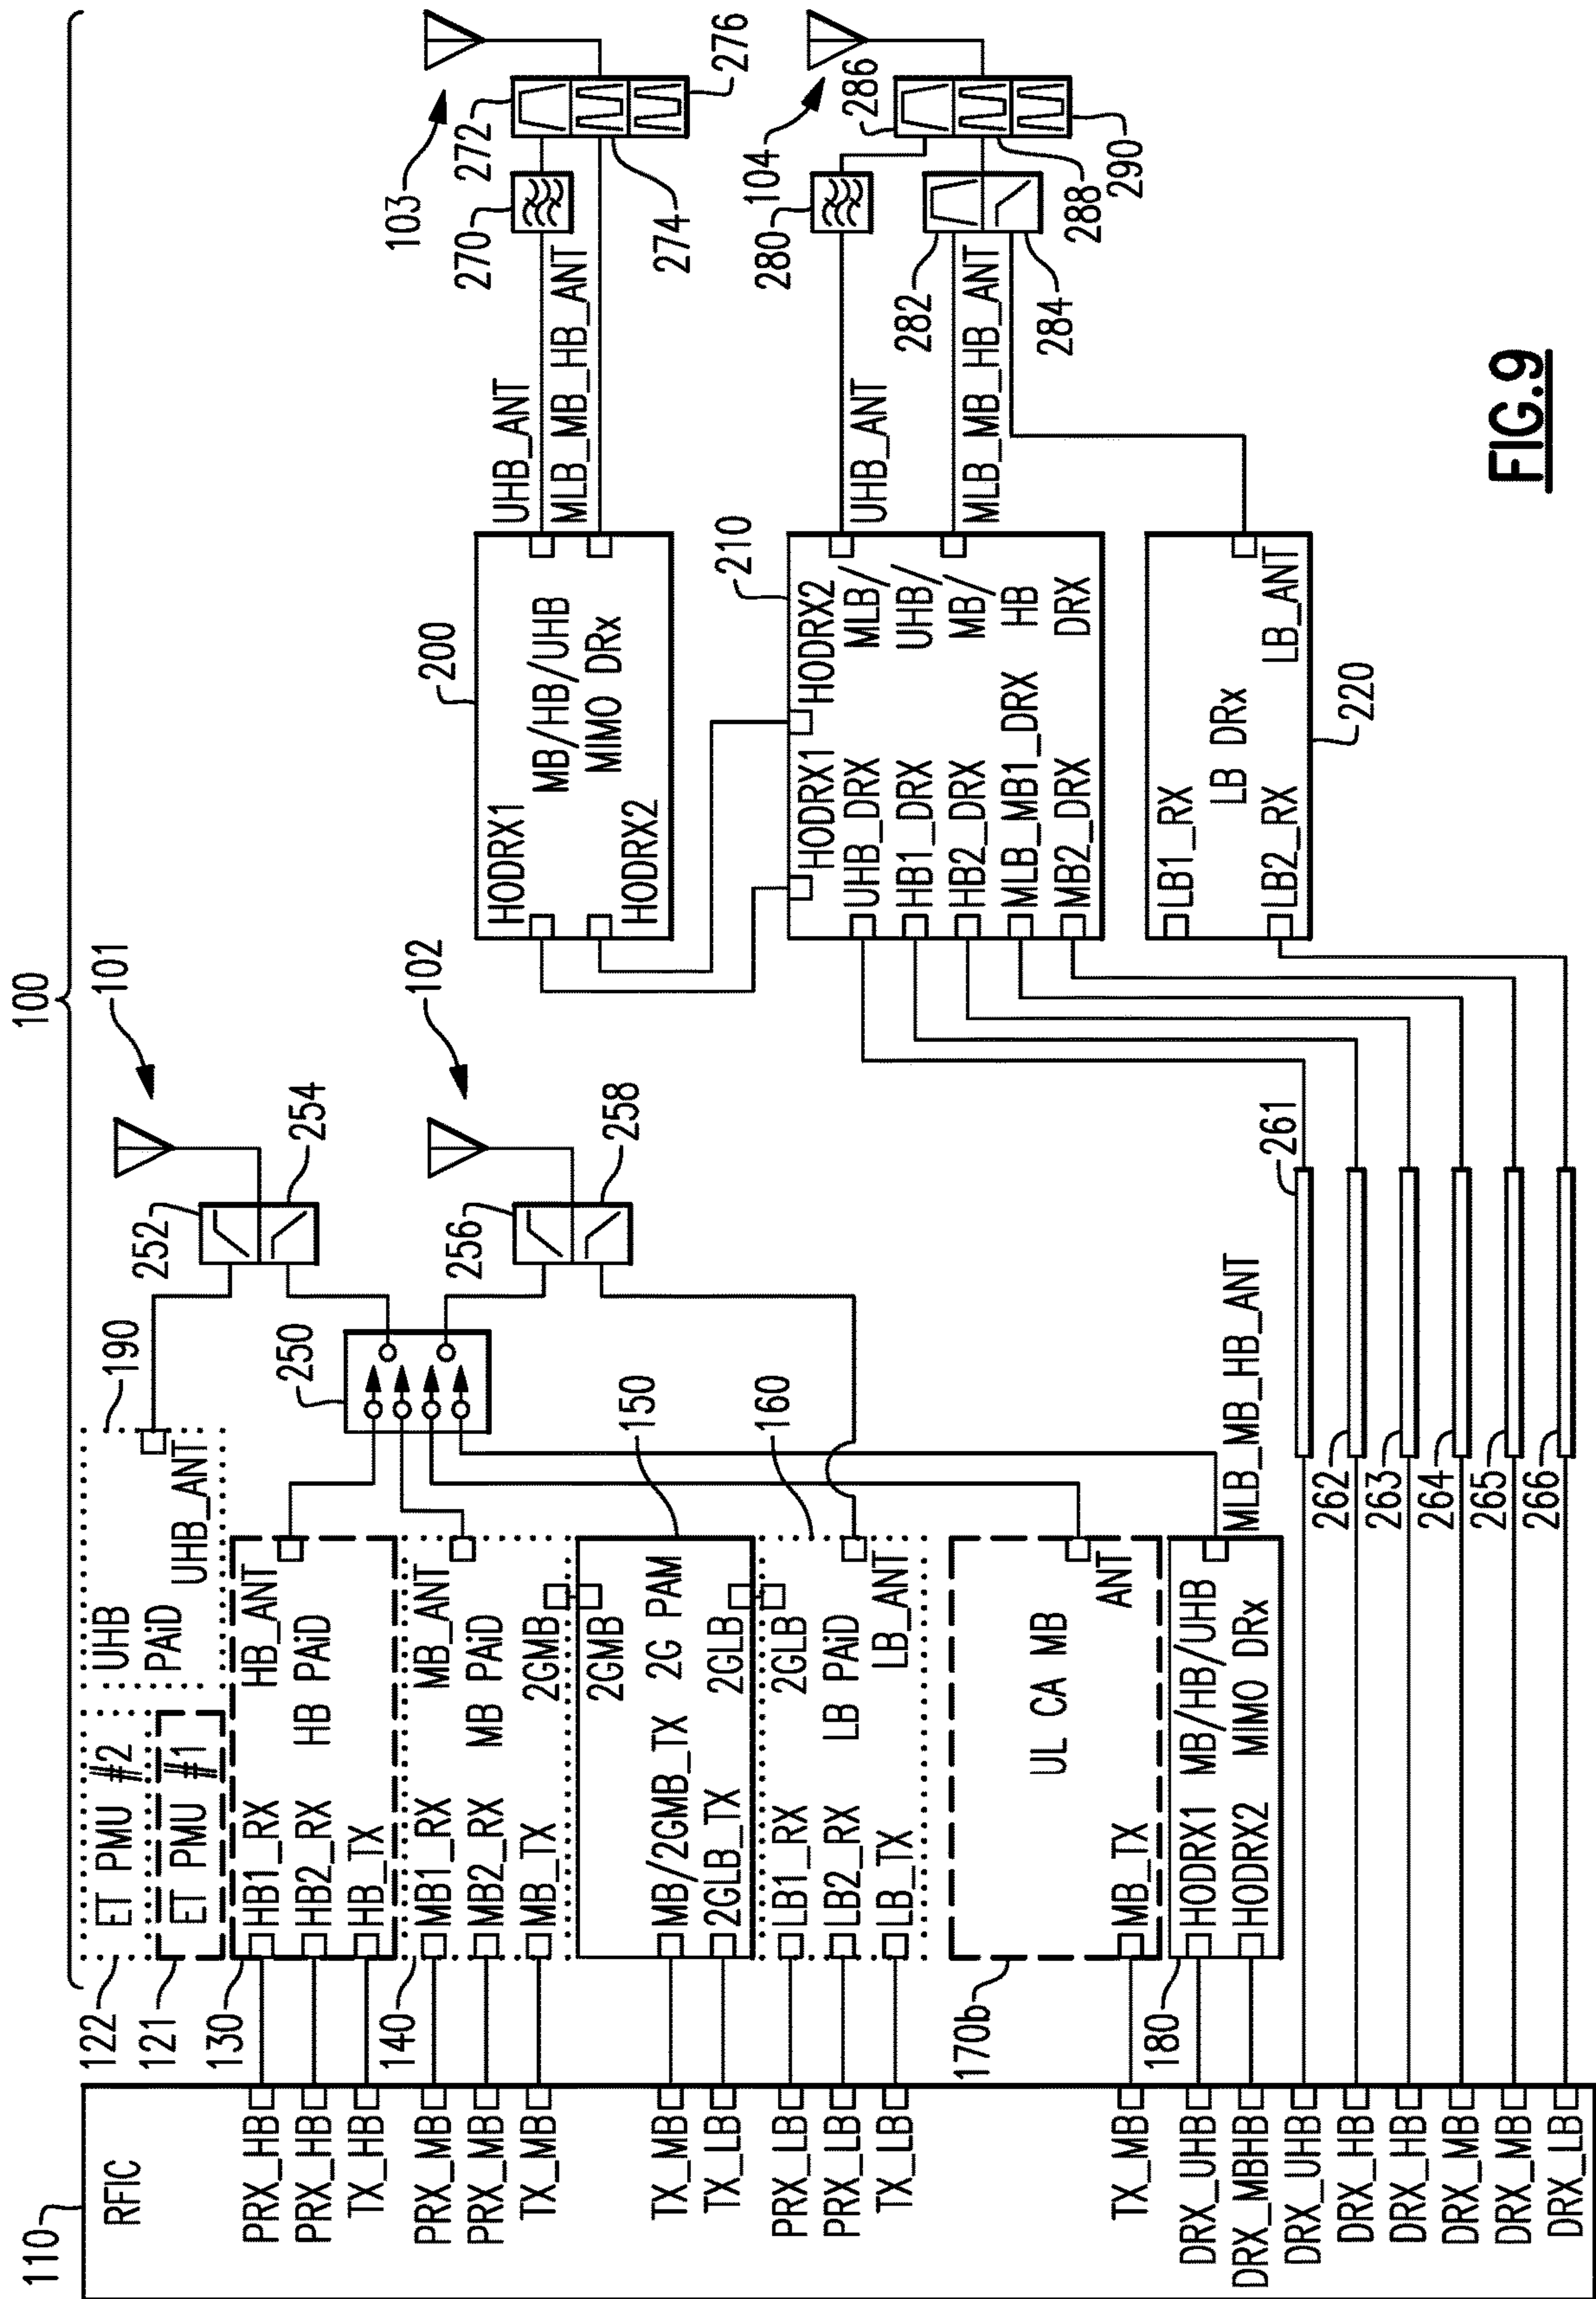 100
110
RFIC
PRX_HB
PRX_HB
TX_HB
PRX_MB
PRX_MB
TX_MB
TX_MB
TX_LB
PRX_LB
PRX_LB
TX_LB
TX_MB
DRX_UHB
DRX_MBHB
DRX_UHB
DRX_HB
DRX_HB
DRX_MB
DRX_MB
DRX_LB
122
ET PMU #2
121
ET PMU #1
190
UHB
PAiD
UHB_ANT
130
HB1_RX
HB2_RX
HB_TX
HB PAiD
HB_ANT
140
MB1_RX
MB2_RX
MB_TX
MB PAiD
MB_ANT
2GMB
150
2GMB
MB/2GMB_TX
2G PAM
2GLB_TX
2GLB
160
2GLB
LB1_RX
LB2_RX
LB_TX
LB PAiD
LB_ANT
170b
UL CA MB
MB_TX
ANT
180
HODRX1
HODRX2
MB/HB/UHB
MIMO DRx
MLB_MB_HB_ANT
250
252
254
101
256
258
102
261
262
263
264
265
266
200
HODRX1
HODRX2
MB/HB/UHB
MIMO DRx
UHB_ANT
MLB_MB_HB_ANT
270
272
274
276
103
210
HODRX1
HODRX2
UHB_DRX
HB1_DRX
HB2_DRX
MLB_MB1_DRX
MB2_DRX
MLB/
UHB/
MB/
HB
DRX
UHB_ANT
MLB_MB_HB_ANT
280
282
284
286
288
290
104
220
LB1_RX
LB DRx
LB2_RX
LB_ANT
FIG.9